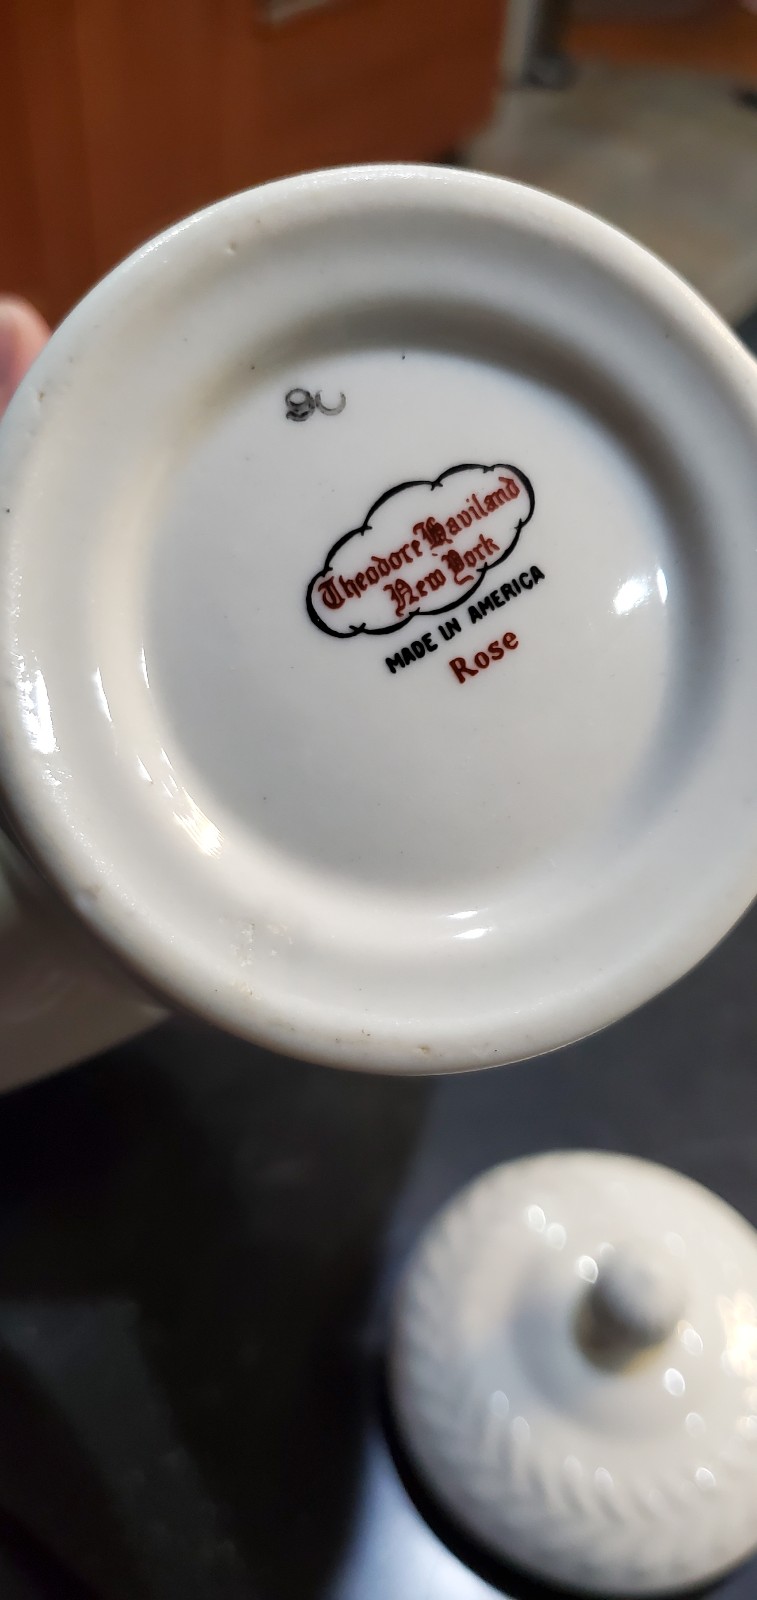 Theodore Haviland
New York
MADE IN AMERICA
Rose